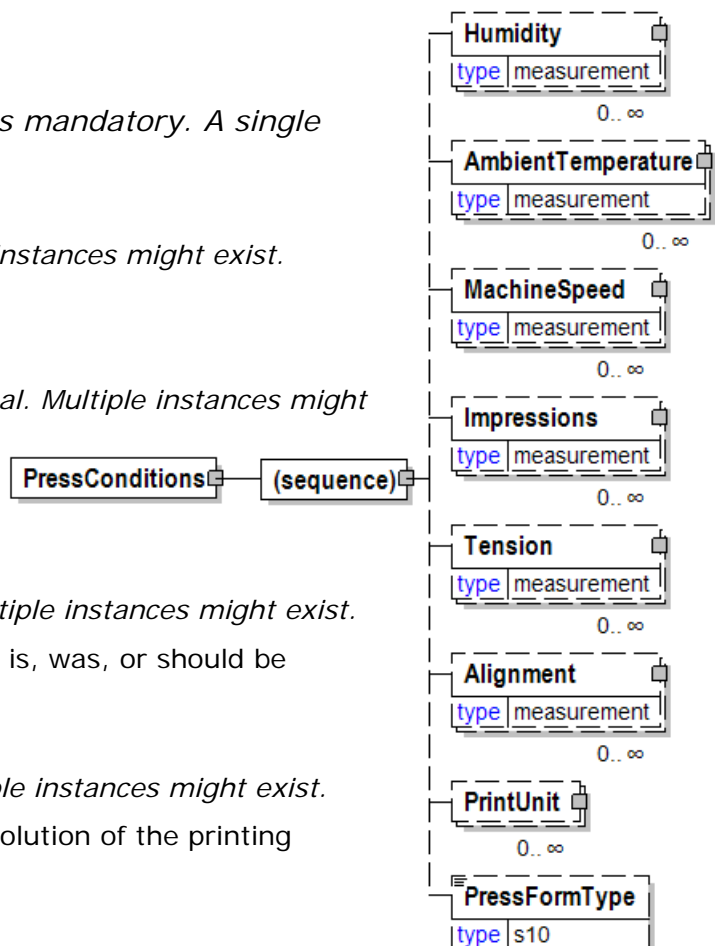 s mandatory. A single
instances might exist.
al. Multiple instances might
tiple instances might exist.
is, was, or should be
le instances might exist.
solution of the printing
PressConditions
(sequence)
Humidity
type measurement
0.. ∞
AmbientTemperature
type measurement
0.. ∞
MachineSpeed
type measurement
0.. ∞
Impressions
type measurement
0.. ∞
Tension
type measurement
0.. ∞
Alignment
type measurement
0.. ∞
PrintUnit
0.. ∞
PressFormType
type s10